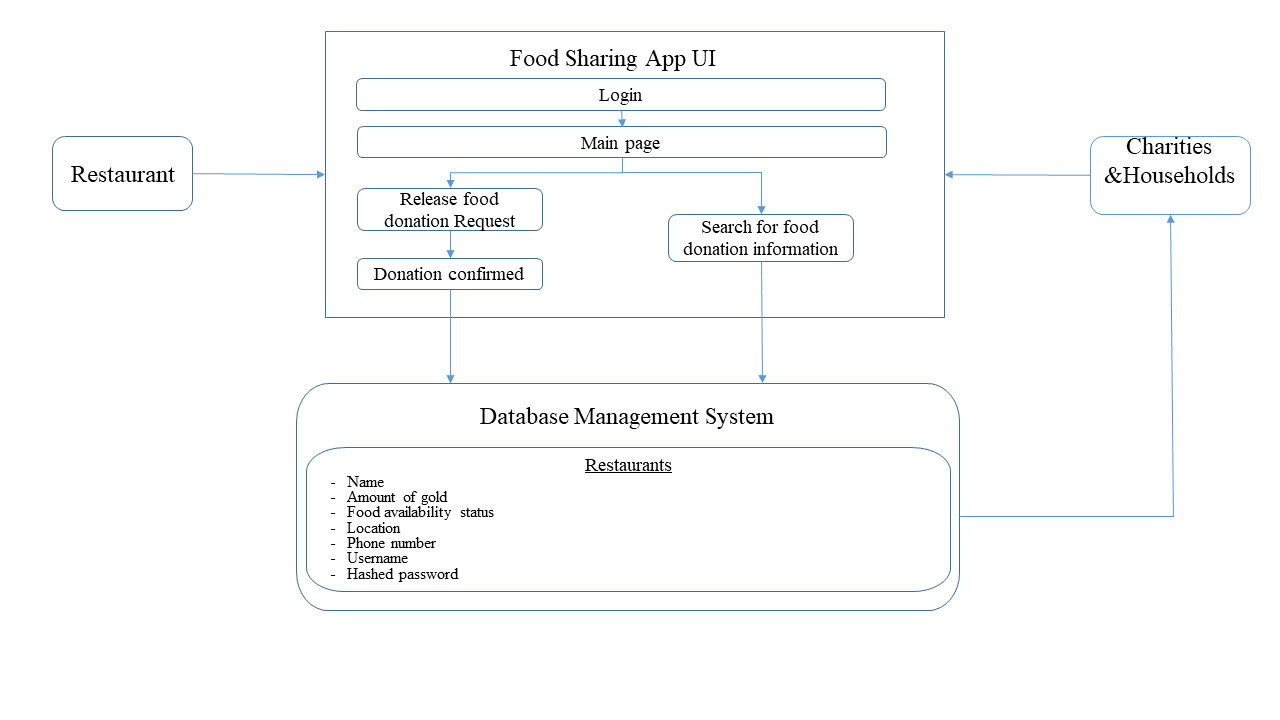 Food Sharing App UI
Login
Main page
Restaurant
Charities
&Households
Release food
donation Request
Search for food
donation information
Donation confirmed
Database Management System
Restaurants
- Name
- Amount of gold
- Food availability status
- Location
- Phone number
- Username
- Hashed password